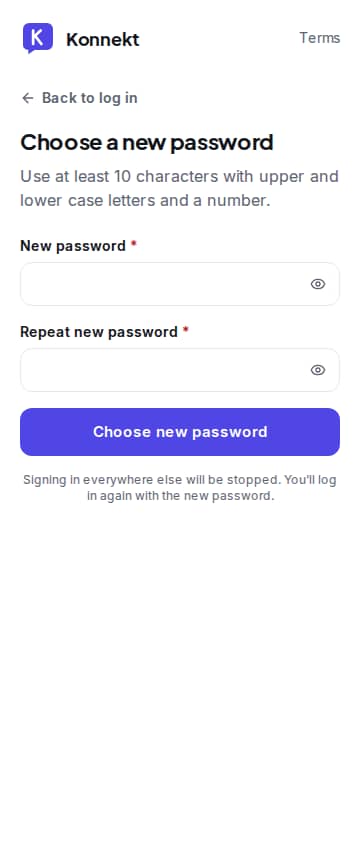 Konnekt
Terms
← Back to log in
Choose a new password
Use at least 10 characters with upper and
lower case letters and a number.
New password *
Repeat new password *
Choose new password
Signing in everywhere else will be stopped. You'll log
in again with the new password.